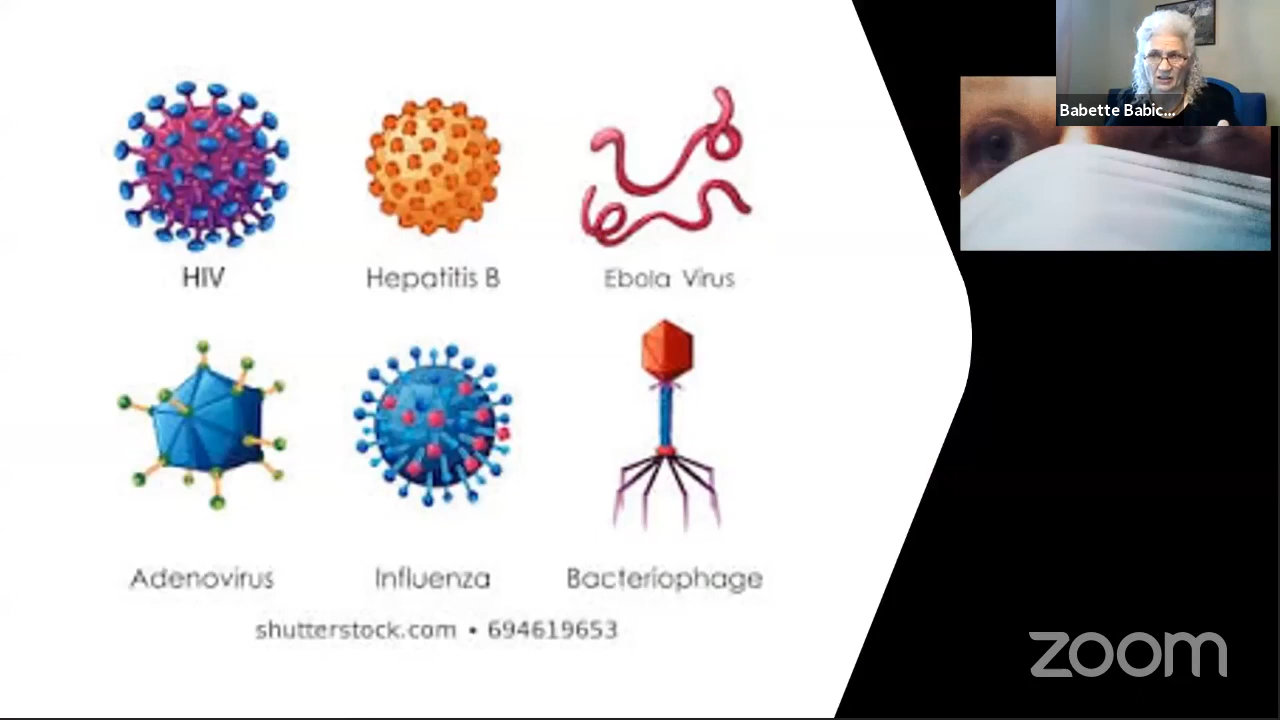 Babette Babic...
HIV
Hepatitis B
Ebola Virus
Adenovirus
Influenza
Bacteriophage
shutterstock.com • 694619653
zoom